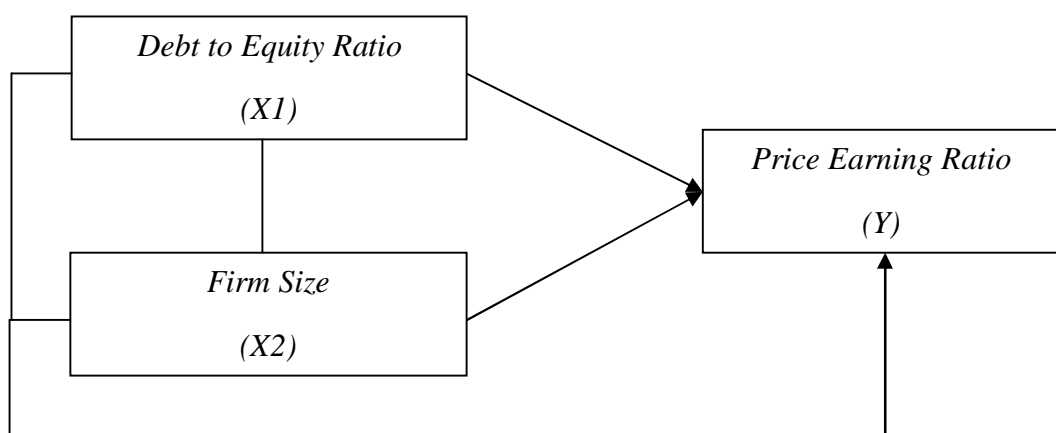 Debt to Equity Ratio
(X1)
Firm Size
(X2)
Price Earning Ratio
(Y)